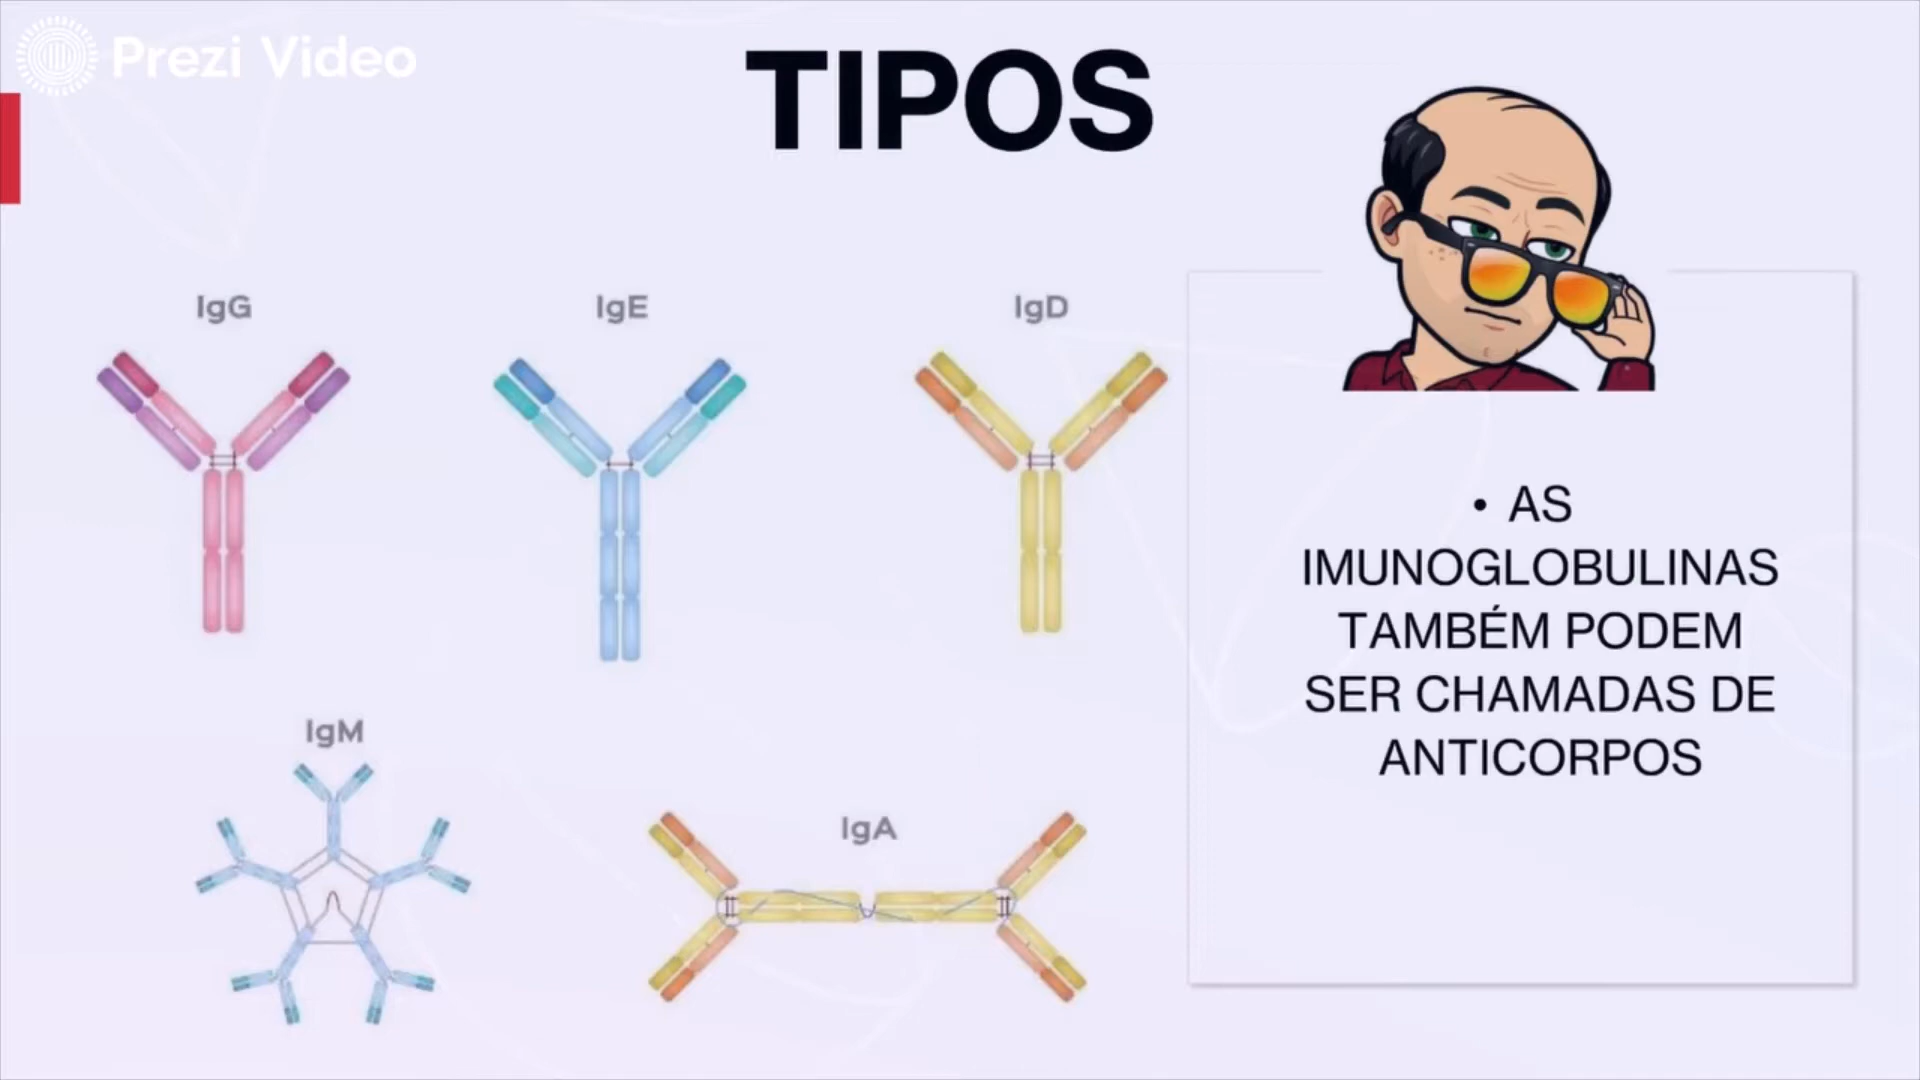 Prezi Video
TIPOS
IgG
IgE
IgD
• AS
IMUNOGLOBULINAS
TAMBÉM PODEM
SER CHAMADAS DE
ANTICORPOS
IgM
IgA